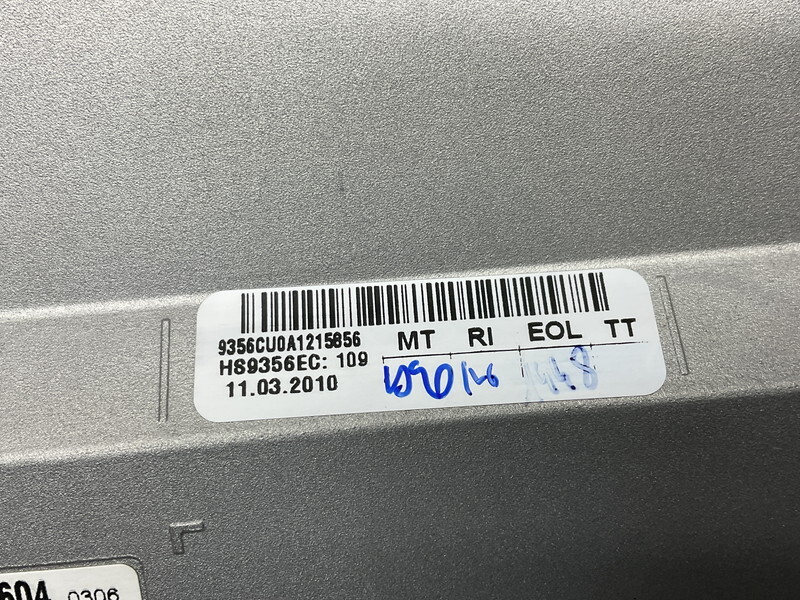 9356CU0A1215856
HS9356EC: 109
11.03.2010
MT RI EOL TT
604 0306